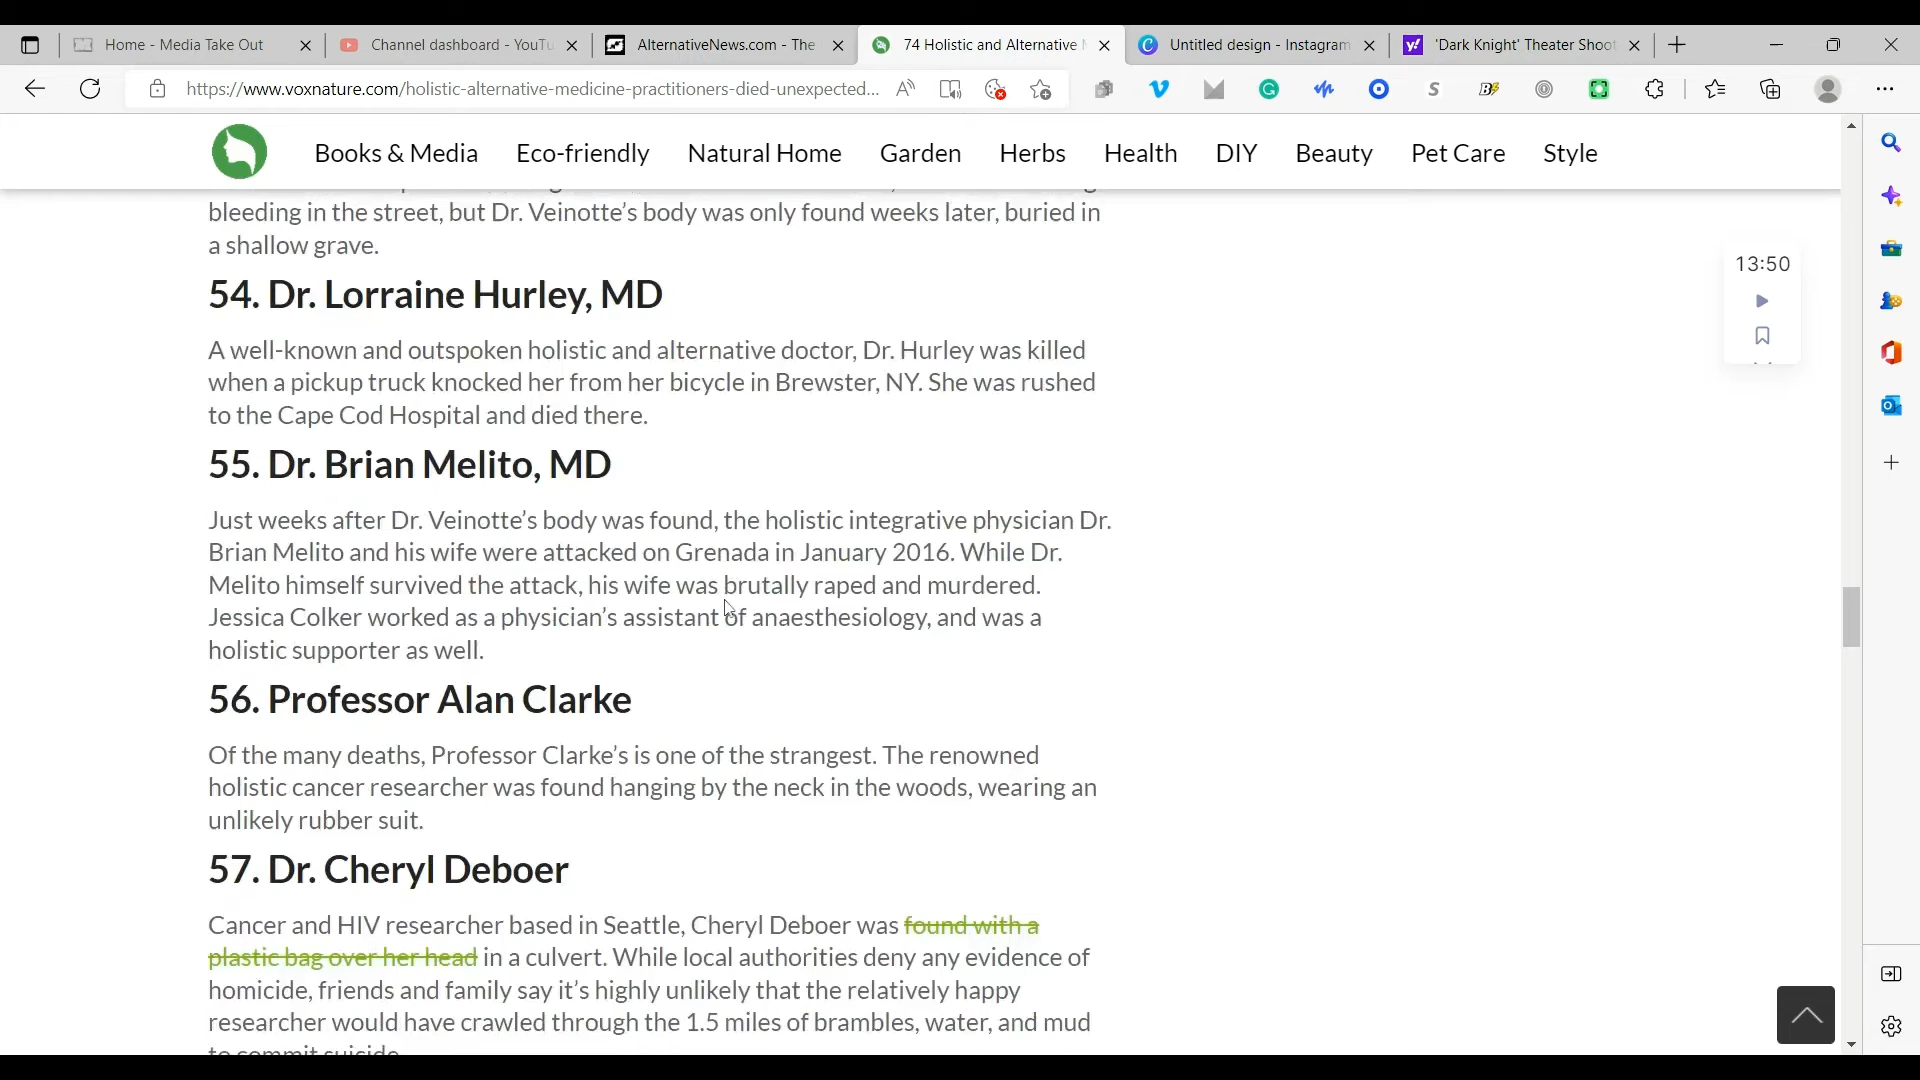 Home - Media Take Out
Channel dashboard - YouTu
AlternativeNews.com - The
74 Holistic and Alternative
Untitled design - Instagram
'Dark Knight' Theater Shoot
https://www.voxnature.com/holistic-alternative-medicine-practitioners-died-unexpected...
Books & Media Eco-friendly Natural Home Garden Herbs Health DIY Beauty Pet Care Style
bleeding in the street, but Dr. Veinotte's body was only found weeks later, buried in
a shallow grave.
13:50
54. Dr. Lorraine Hurley, MD
A well-known and outspoken holistic and alternative doctor, Dr. Hurley was killed
when a pickup truck knocked her from her bicycle in Brewster, NY. She was rushed
to the Cape Cod Hospital and died there.
55. Dr. Brian Melito, MD
Just weeks after Dr. Veinotte's body was found, the holistic integrative physician Dr.
Brian Melito and his wife were attacked on Grenada in January 2016. While Dr.
Melito himself survived the attack, his wife was brutally raped and murdered.
Jessica Colker worked as a physician's assistant of anaesthesiology, and was a
holistic supporter as well.
56. Professor Alan Clarke
Of the many deaths, Professor Clarke's is one of the strangest. The renowned
holistic cancer researcher was found hanging by the neck in the woods, wearing an
unlikely rubber suit.
57. Dr. Cheryl Deboer
Cancer and HIV researcher based in Seattle, Cheryl Deboer was found with a
plastic bag over her head in a culvert. While local authorities deny any evidence of
homicide, friends and family say it's highly unlikely that the relatively happy
researcher would have crawled through the 1.5 miles of brambles, water, and mud
to commit suicide.